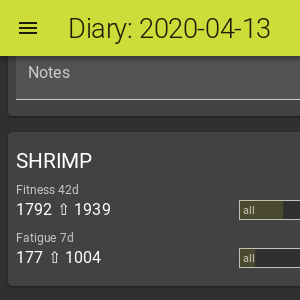 Diary: 2020-04-13
Notes
SHRIMP
Fitness 42d
1792 ⇧ 1939
all
Fatigue 7d
177 ⇧ 1004
all